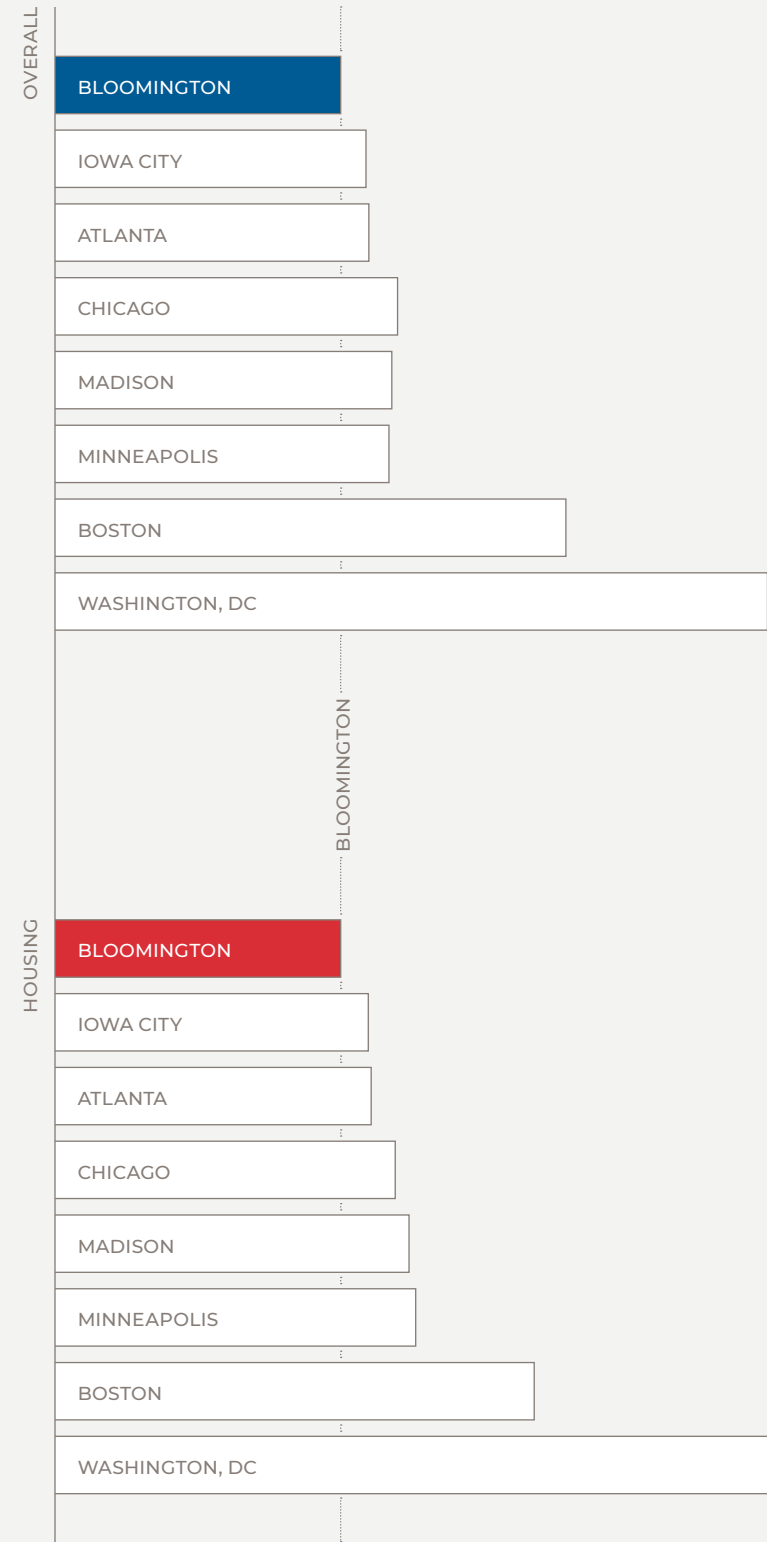 OVERALL
BLOOMINGTON
IOWA CITY
ATLANTA
CHICAGO
MADISON
MINNEAPOLIS
BOSTON
WASHINGTON, DC
BLOOMINGTON
HOUSING
BLOOMINGTON
IOWA CITY
ATLANTA
CHICAGO
MADISON
MINNEAPOLIS
BOSTON
WASHINGTON, DC